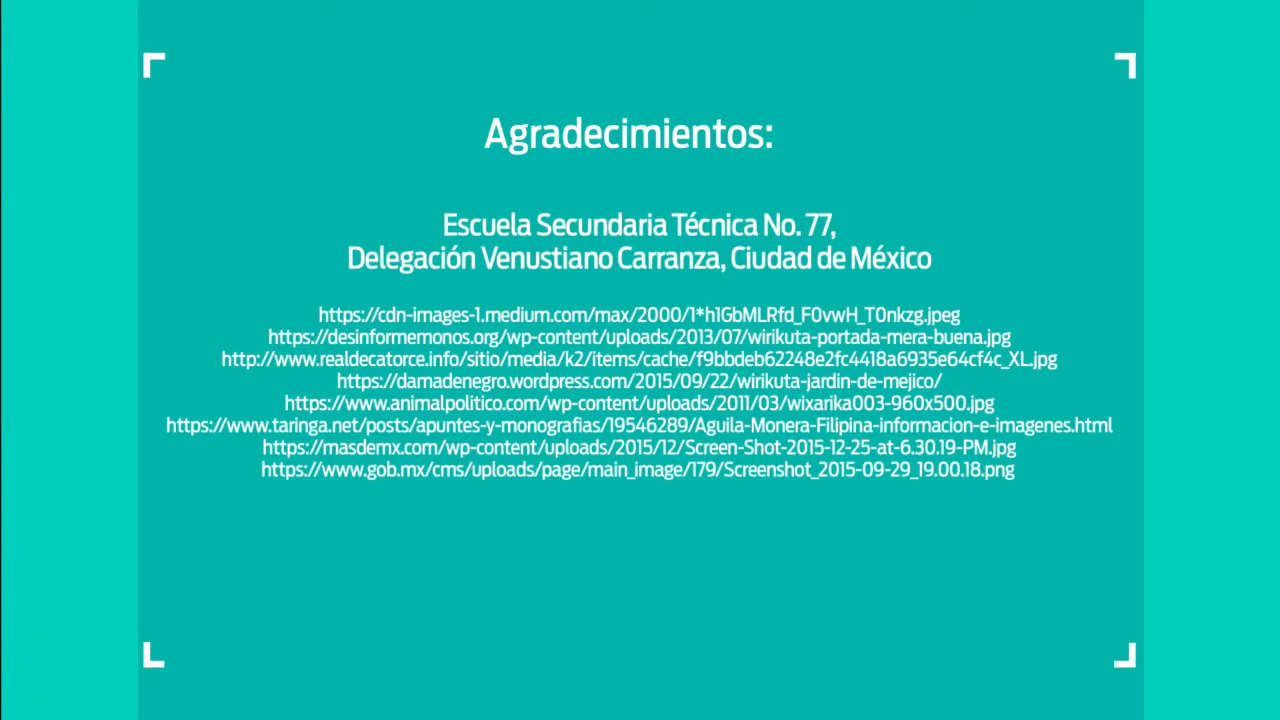 Agradecimientos:
Escuela Secundaria Técnica No. 77,
Delegación Venustiano Carranza, Ciudad de México
https://cdn-images-1.medium.com/max/2000/1*h1GbMLRfd_F0vwH_T0nkzg.jpeg
https://desinformemonos.org/wp-content/uploads/2013/07/wirikuta-portada-mera-buena.jpg
http://www.realdecatorce.info/sitio/media/k2/items/cache/f9bbdeb62248e2fc4418a6935e64cf4c_XL.jpg
https://damadenegro.wordpress.com/2015/09/22/wirikuta-jardin-de-mejico/
https://www.animalpolitico.com/wp-content/uploads/2011/03/wixarika003-960x500.jpg
https://www.taringa.net/posts/apuntes-y-monografias/19546289/Aguila-Monera-Filipina-informacion-e-imagenes.html
https://masdemx.com/wp-content/uploads/2015/12/Screen-Shot-2015-12-25-at-6.30.19-PM.jpg
https://www.gob.mx/cms/uploads/page/main_image/179/Screenshot_2015-09-29_19.00.18.png